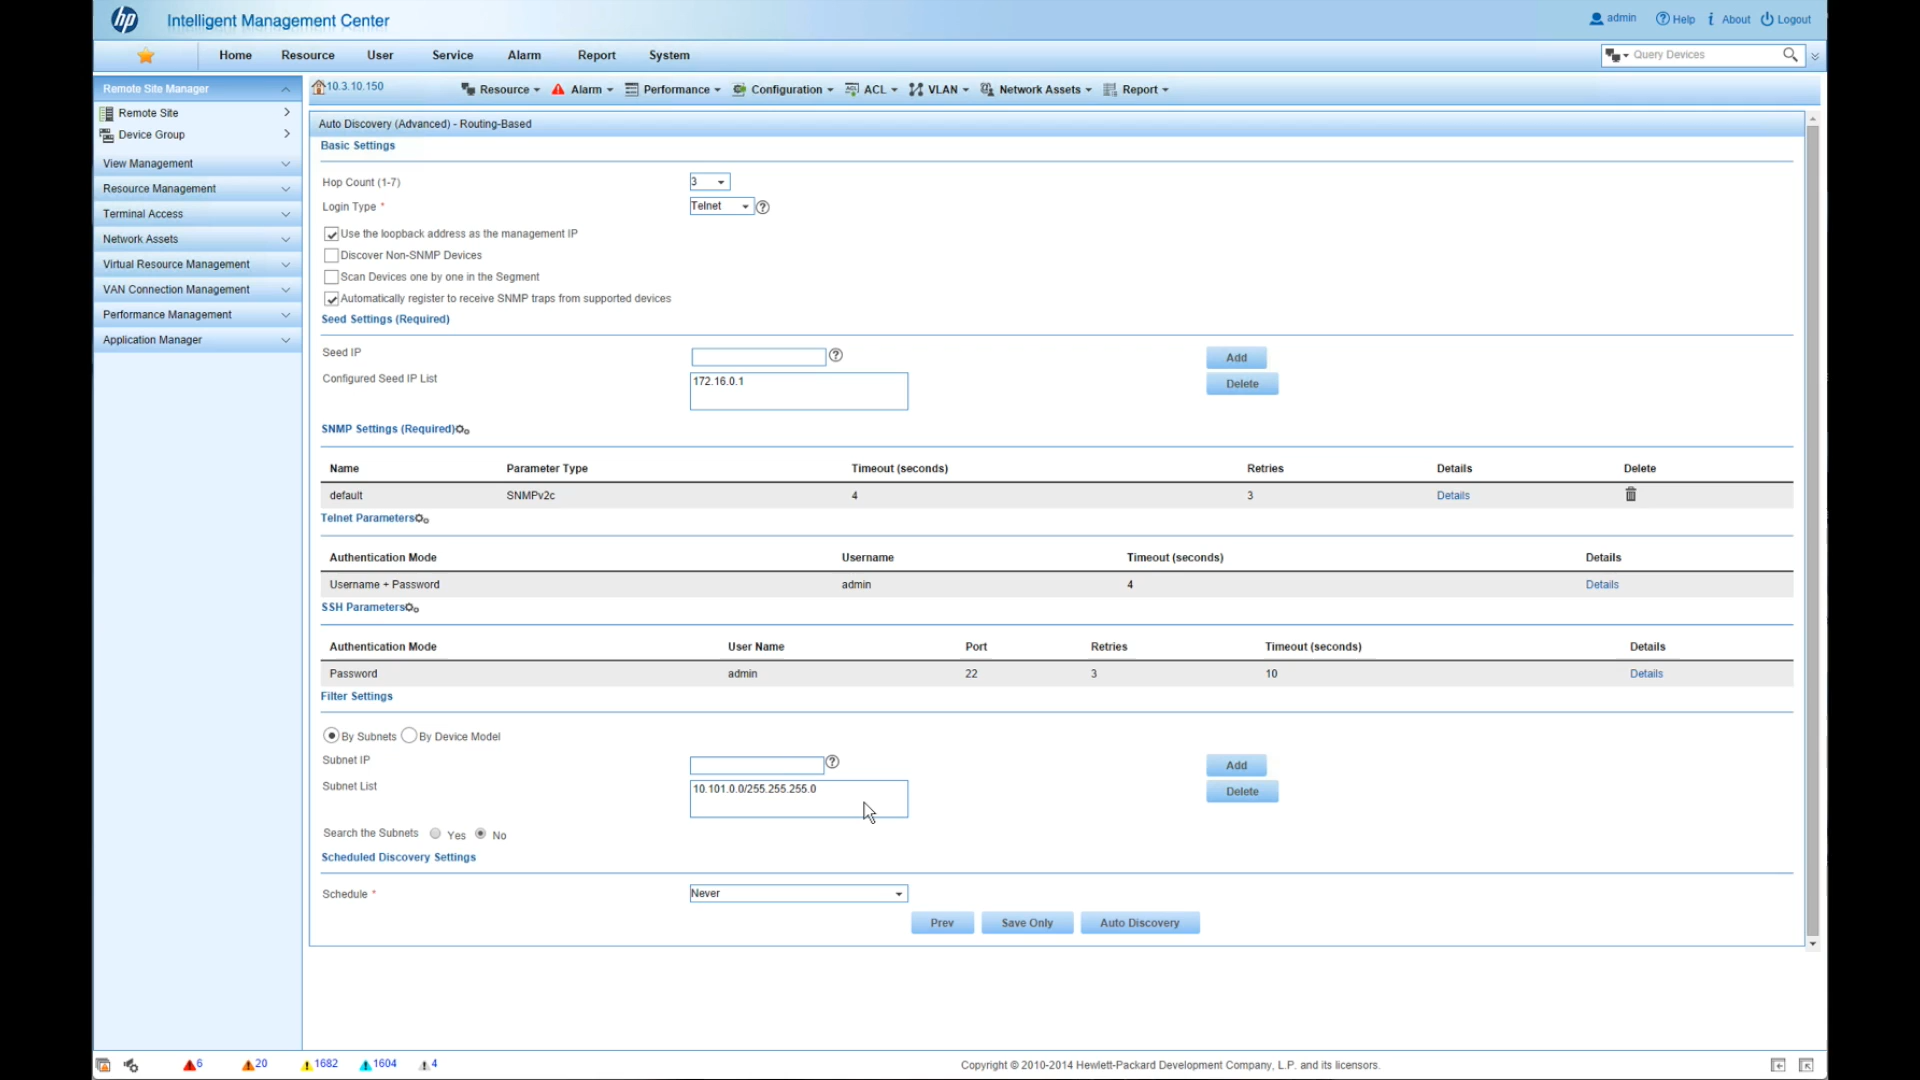 hp Intelligent Management Center admin Help About Logout
Home Resource User Service Alarm Report System Query Devices
Remote Site Manager
Remote Site
Device Group
View Management
Resource Management
Terminal Access
Network Assets
Virtual Resource Management
VAN Connection Management
Performance Management
Application Manager
10.3.10.150 Resource Alarm Performance Configuration ACL VLAN Network Assets Report
Auto Discovery (Advanced) - Routing-Based
Basic Settings
Hop Count (1-7) 3
Login Type * Telnet
Use the loopback address as the management IP
Discover Non-SNMP Devices
Scan Devices one by one in the Segment
Automatically register to receive SNMP traps from supported devices
Seed Settings (Required)
Seed IP Add
Configured Seed IP List 172.16.0.1 Delete
SNMP Settings (Required)
Name Parameter Type Timeout (seconds) Retries Details Delete
default SNMPv2c 4 3 Details
Telnet Parameters
Authentication Mode Username Timeout (seconds) Details
Username + Password admin 4 Details
SSH Parameters
Authentication Mode User Name Port Retries Timeout (seconds) Details
Password admin 22 3 10 Details
Filter Settings
By Subnets By Device Model
Subnet IP Add
Subnet List 10.101.0.0/255.255.255.0 Delete
Search the Subnets Yes No
Scheduled Discovery Settings
Schedule * Never
Prev Save Only Auto Discovery
6 20 1682 1604 4 Copyright © 2010-2014 Hewlett-Packard Development Company, L.P. and its licensors.